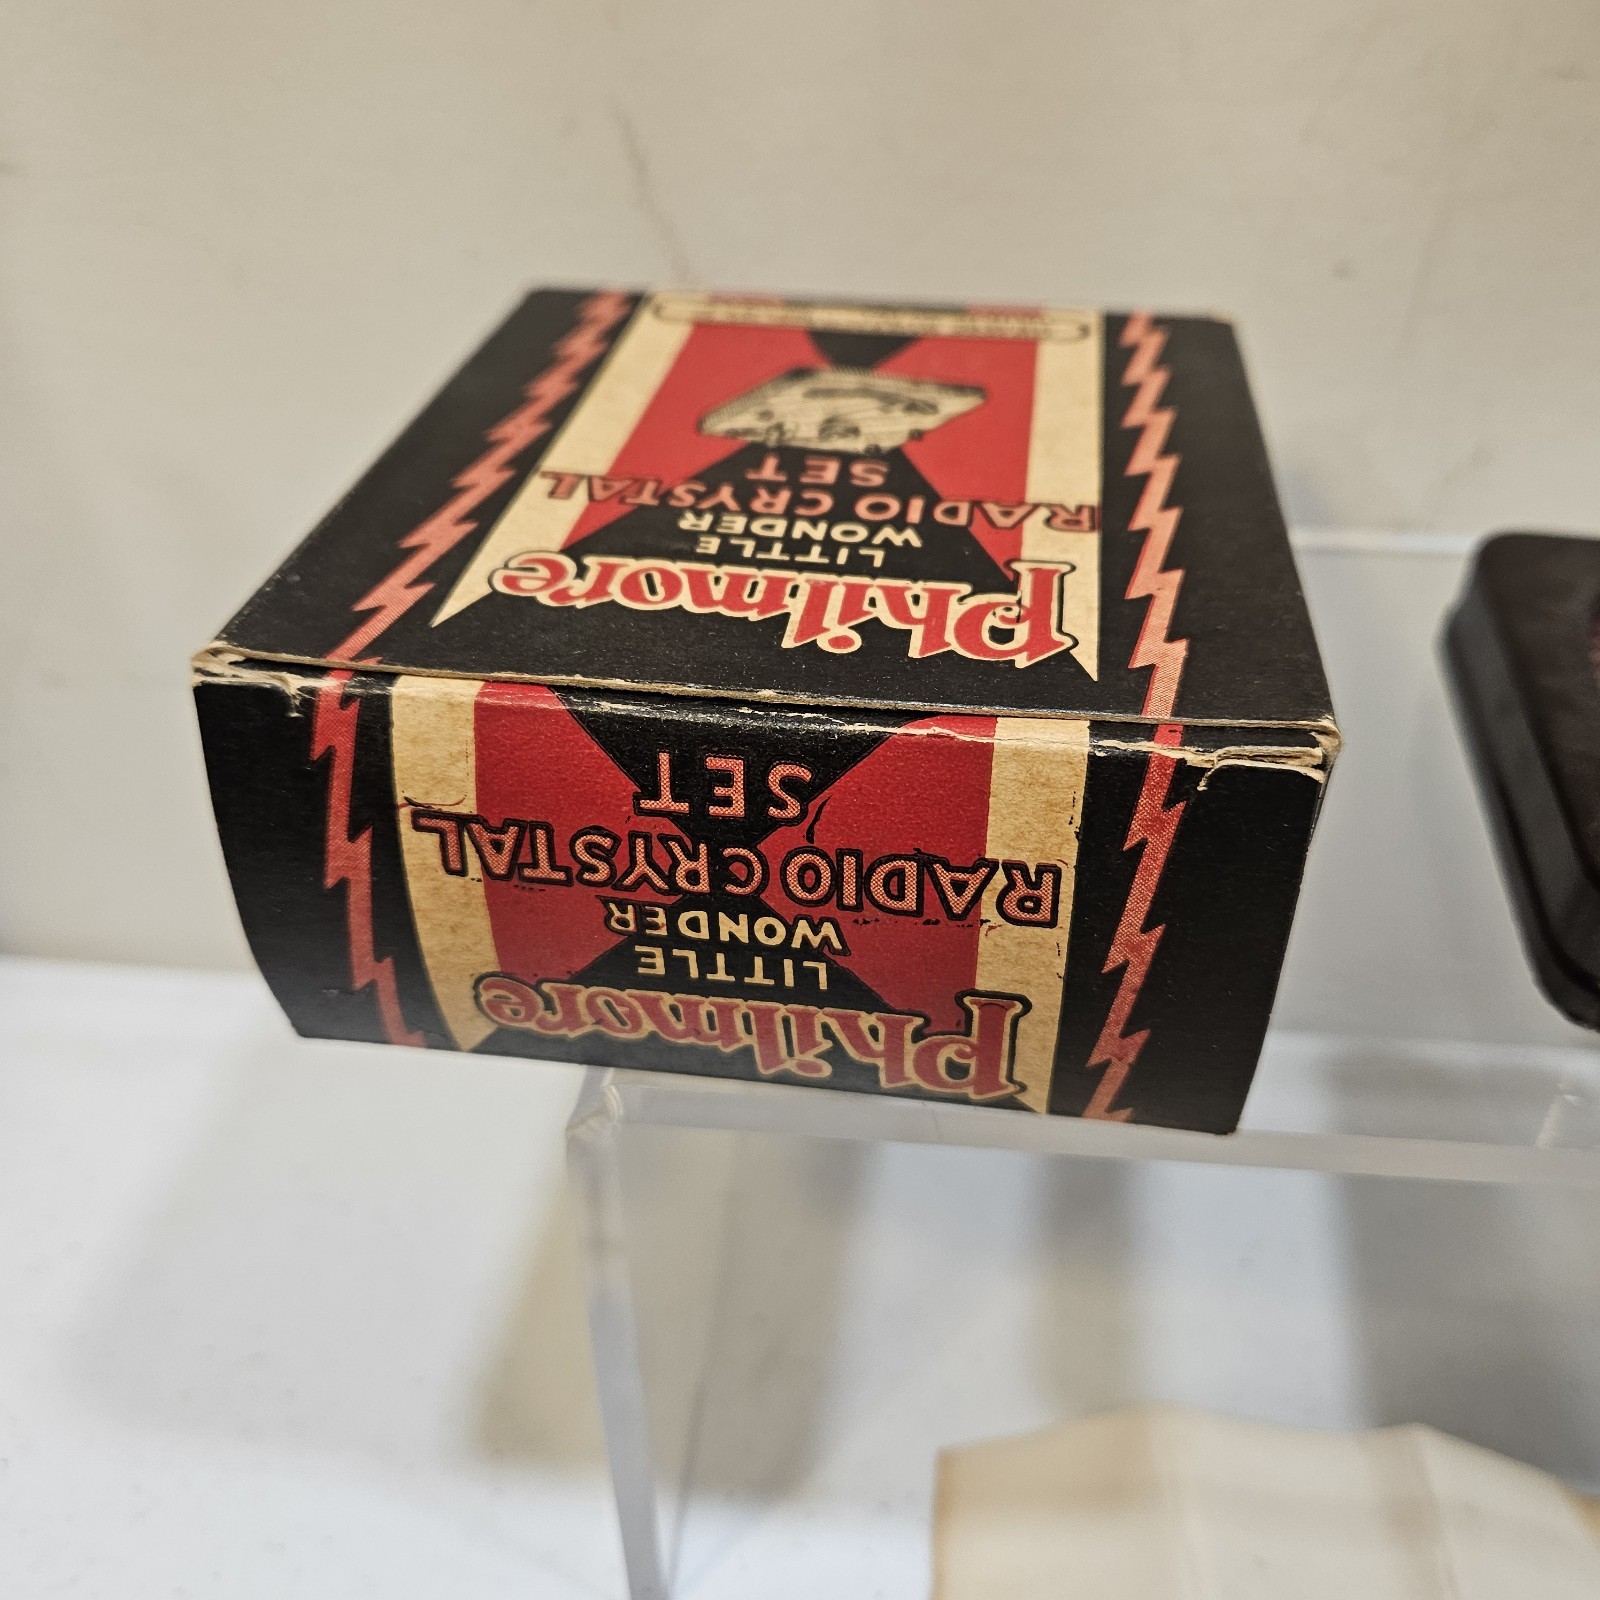 Philmore
LITTLE
WONDER
RADIO CRYSTAL
SET
Philmore
LITTLE
WONDER
RADIO CRYSTAL
SET